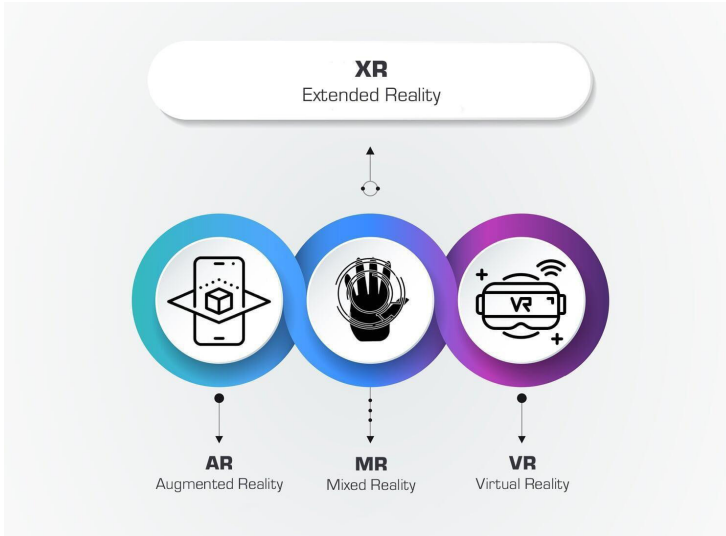 XR
Extended Reality
VR
AR
Augmented Reality
MR
Mixed Reality
VR
Virtual Reality